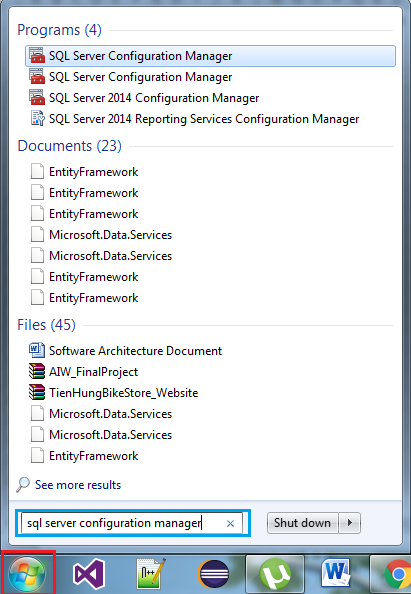 Programs (4)
SQL Server Configuration Manager
SQL Server Configuration Manager
SQL Server 2014 Configuration Manager
SQL Server 2014 Reporting Services Configuration Manager
Documents (23)
EntityFramework
EntityFramework
EntityFramework
Microsoft.Data.Services
Microsoft.Data.Services
EntityFramework
EntityFramework
Files (45)
Software Architecture Document
AIW_FinalProject
TienHungBikeStore_Website
Microsoft.Data.Services
Microsoft.Data.Services
EntityFramework
See more results
sql server configuration manager
Shut down